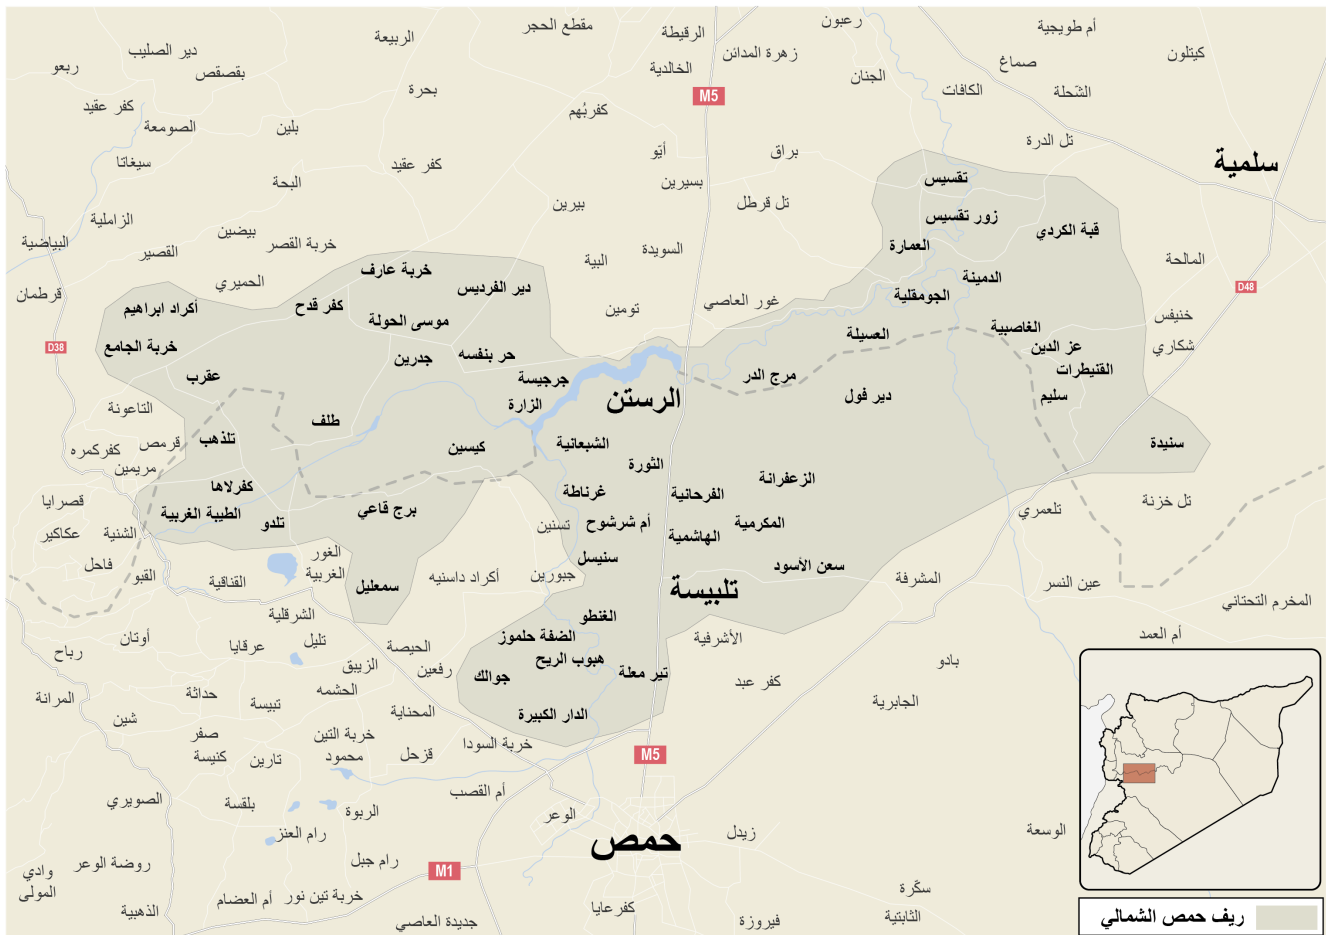 رعبون
مقطع الحجر
أم طويجية
الرقيطة
الربيعة
دير الصليب
زهرة المدائن
كيتلون
صماغ
ربعو
بقصقص
الخالدية
الجنان
بحرة
الكافات
الشحلة
M5
كفر عقيد
كفربُهم
الصومعة
بلين
تل الدرة
أيّو
براق
سلمية
سيغاتا
كفر عقيد
البحة
بسيرين
تقسيس
تل قرطل
بيرين
زور تقسيس
الزاملية
بيضين
قبة الكردي
البياضية
خربة القصر
القصير
السويدة
العمارة
البية
المالحة
خربة عارف
الحميري
الدمينة
دير الفرديس
D48
قرطمان
الجومقلية
غور العاصي
أكراد ابراهيم
كفر قدح
تومين
خنيفس
موسى الحولة
الغاصبية
العسيلة
D38
خربة الجامع
عز الدين
شكاري
حر بنفسه
جدرين
القنيطرات
عقرب
جرجيسة
مرج الدر
دير فول
سليم
الرستن
الزارة
التاعونة
طلف
تلذهب
قرمص
كفركمره
كيسين
الشبعانية
سنيدة
مريمين
الثورة
الزعفرانة
كفرلاها
غرناطة
الفرحانية
قصرايا
تل خزنة
الطيبة الغربية
تلدو
برج قاعي
تلعمري
الشنية
عكاكير
تسنين
أم شرشوح
المكرمية
الهاشمية
الغور
الغربية
سنيسل
فاحل
القبو
القناقية
أكراد داسنيه
جبورين
سعن الأسود
المشرفة
سمعليل
تلبيسة
عين النسر
المخرم التحتاني
الشرقلية
الغنطو
أوتان
تليل
الضفة حلموز
الأشرفية
أم العمد
رباح
عرقايا
الحيصة
الزيبق
رفعين
هبوب الريح
بادو
جوالك
تير معلة
كفر عبد
المرانة
حداثة
الحشمه
تبيسة
الجابرية
شين
المحناية
الدار الكبيرة
صفر
كنيسة
خربة التين
محمود
خربة السودا
تارين
قزحل
M5
الصويري
بلقسة
أم القصب
الربوة
الوعر
رام العنز
حمص
زيدل
الوسعة
روضة الوعر
رام جبل
وادي
المولى
M1
سكّرة
خربة تين نور
أم العضام
الذهبية
كفرعايا
جديدة العاصي
فيروزة
الثابتية
ريف حمص الشمالي